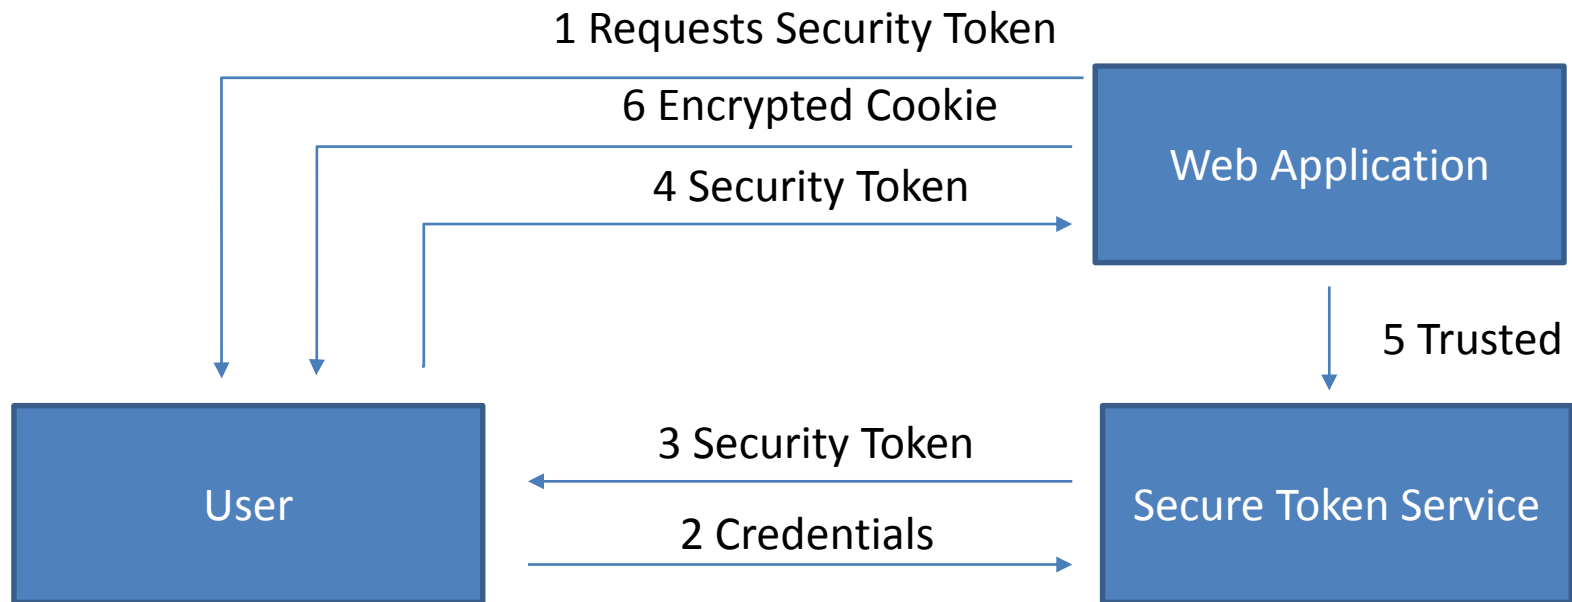 1 Requests Security Token
6 Encrypted Cookie
Web Application
4 Security Token
5 Trusted
3 Security Token
User
Secure Token Service
2 Credentials